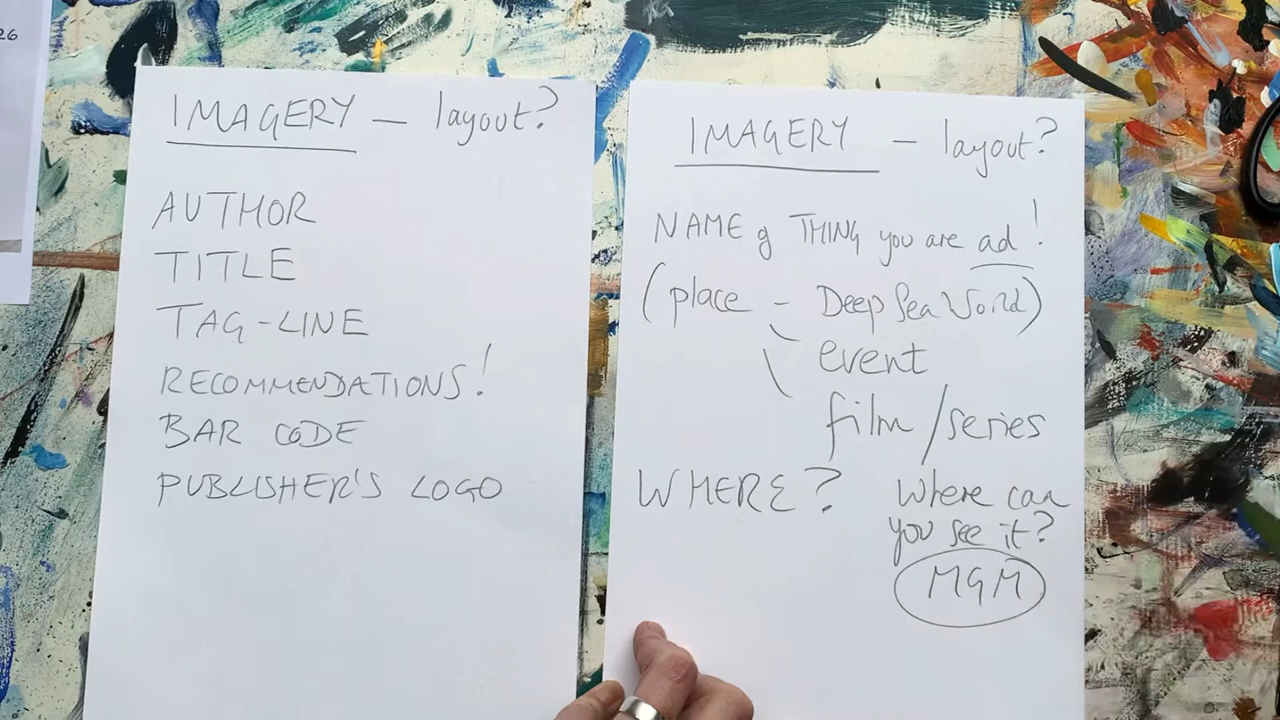 26
IMAGERY — layout?
AUTHOR
TITLE
TAG-LINE
RECOMMENDATIONS!
BAR CODE
PUBLISHER'S LOGO
IMAGERY — layout?
NAME of THING you are ad!
(place — Deep Sea World)
event
film/series
WHERE? Where can
you see it?
MGM